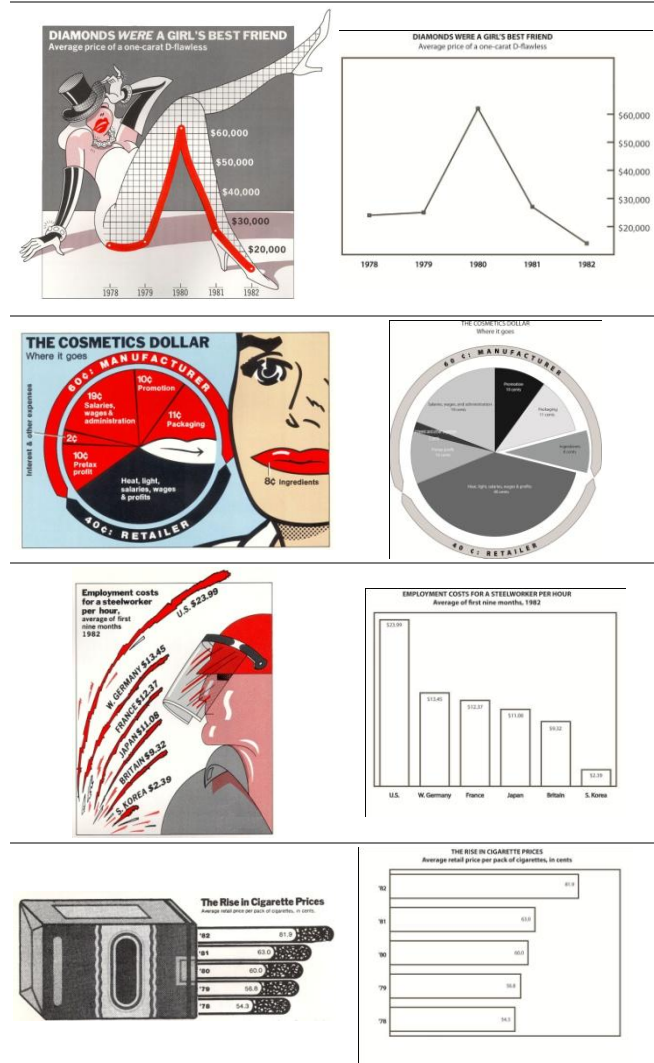 DIAMONDS WERE A GIRL'S BEST FRIEND
Average price of a one-carat D-flawless
$60,000
$50,000
$40,000
$30,000
$20,000
1978 1979 1980 1981 1982
DIAMONDS WERE A GIRL'S BEST FRIEND
Average price of a one-carat D-flawless
$60,000
$50,000
$40,000
$30,000
$20,000
1978 1979 1980 1981 1982
THE COSMETICS DOLLAR
Where it goes
60¢: MANUFACTURER
10¢
Promotion
19¢
Salaries,
wages &
administration
11¢
Packaging
2¢
Interest & other expenses
10¢
Pretax
profit
Heat, light,
salaries, wages
& profits
8¢ Ingredients
40¢: RETAILER
THE COSMETICS DOLLAR
Where it goes
60 ¢: MANUFACTURER
Promotion
10 cents
Salaries, wages, and administration
19 cents
Packaging
11 cents
Ingredients
8 cents
Heat, light, salaries, wages & profits
40 ¢: RETAILER
Employment costs
for a steelworker
per hour,
average of first
nine months
1982
U.S. $23.99
W. GERMANY $13.45
FRANCE $12.37
JAPAN $11.08
BRITAIN $9.32
S. KOREA $2.39
EMPLOYMENT COSTS FOR A STEELWORKER PER HOUR
Average of first nine months, 1982
$23.99
$13.45
$12.37
$11.08
$9.32
$2.39
U.S. W. Germany France Japan Britain S. Korea
The Rise in Cigarette Prices
Average retail price per pack of cigarettes, in cents.
'82 81.9
'81 63.0
'80 60.0
'79 56.8
'78 54.3
THE RISE IN CIGARETTE PRICES
Average retail price per pack of cigarettes, in cents
'82 81.9
'81 63.0
'80 60.0
'79 56.8
'78 54.3